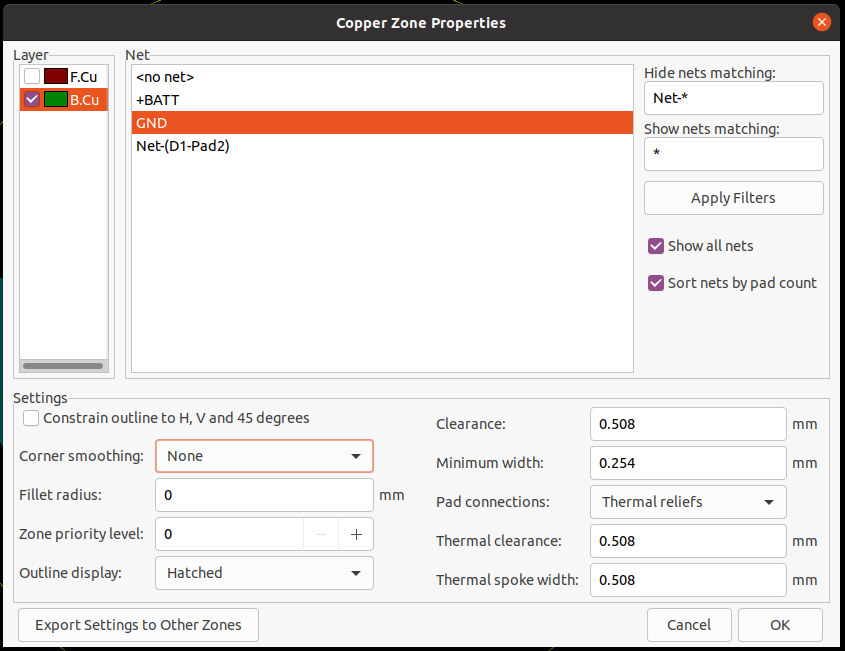 Copper Zone Properties
Layer
F.Cu
B.Cu
Net
<no net>
+BATT
GND
Net-(D1-Pad2)
Hide nets matching:
Net-*
Show nets matching:
*
Apply Filters
Show all nets
Sort nets by pad count
Settings
Constrain outline to H, V and 45 degrees
Corner smoothing: None
Fillet radius: 0 mm
Zone priority level: 0 − +
Outline display: Hatched
Clearance: 0.508 mm
Minimum width: 0.254 mm
Pad connections: Thermal reliefs
Thermal clearance: 0.508 mm
Thermal spoke width: 0.508 mm
Export Settings to Other Zones
Cancel
OK